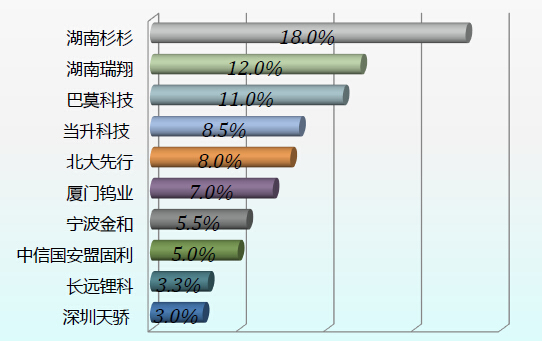 湖南杉杉 18.0%
湖南瑞翔 12.0%
巴莫科技 11.0%
当升科技 8.5%
北大先行 8.0%
厦门钨业 7.0%
宁波金和 5.5%
中信国安盟固利 5.0%
长远锂科 3.3%
深圳天骄 3.0%